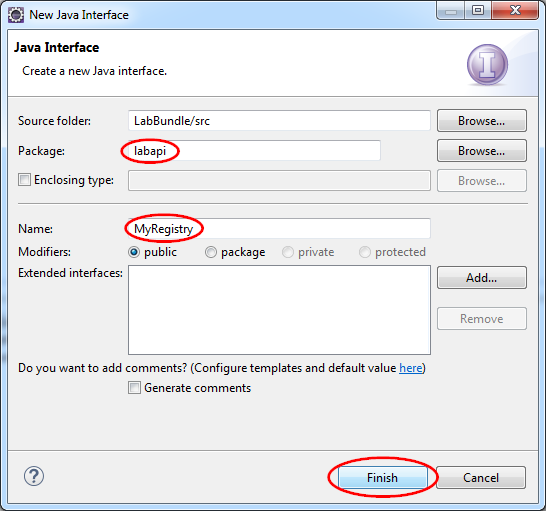 New Java Interface
Java Interface
Create a new Java interface.
I
Source folder: LabBundle/src Browse...
Package: labapi Browse...
Enclosing type: Browse...
Name: MyRegistry
Modifiers: public package private protected
Extended interfaces: Add...
Remove
Do you want to add comments? (Configure templates and default value here)
Generate comments
? Finish Cancel